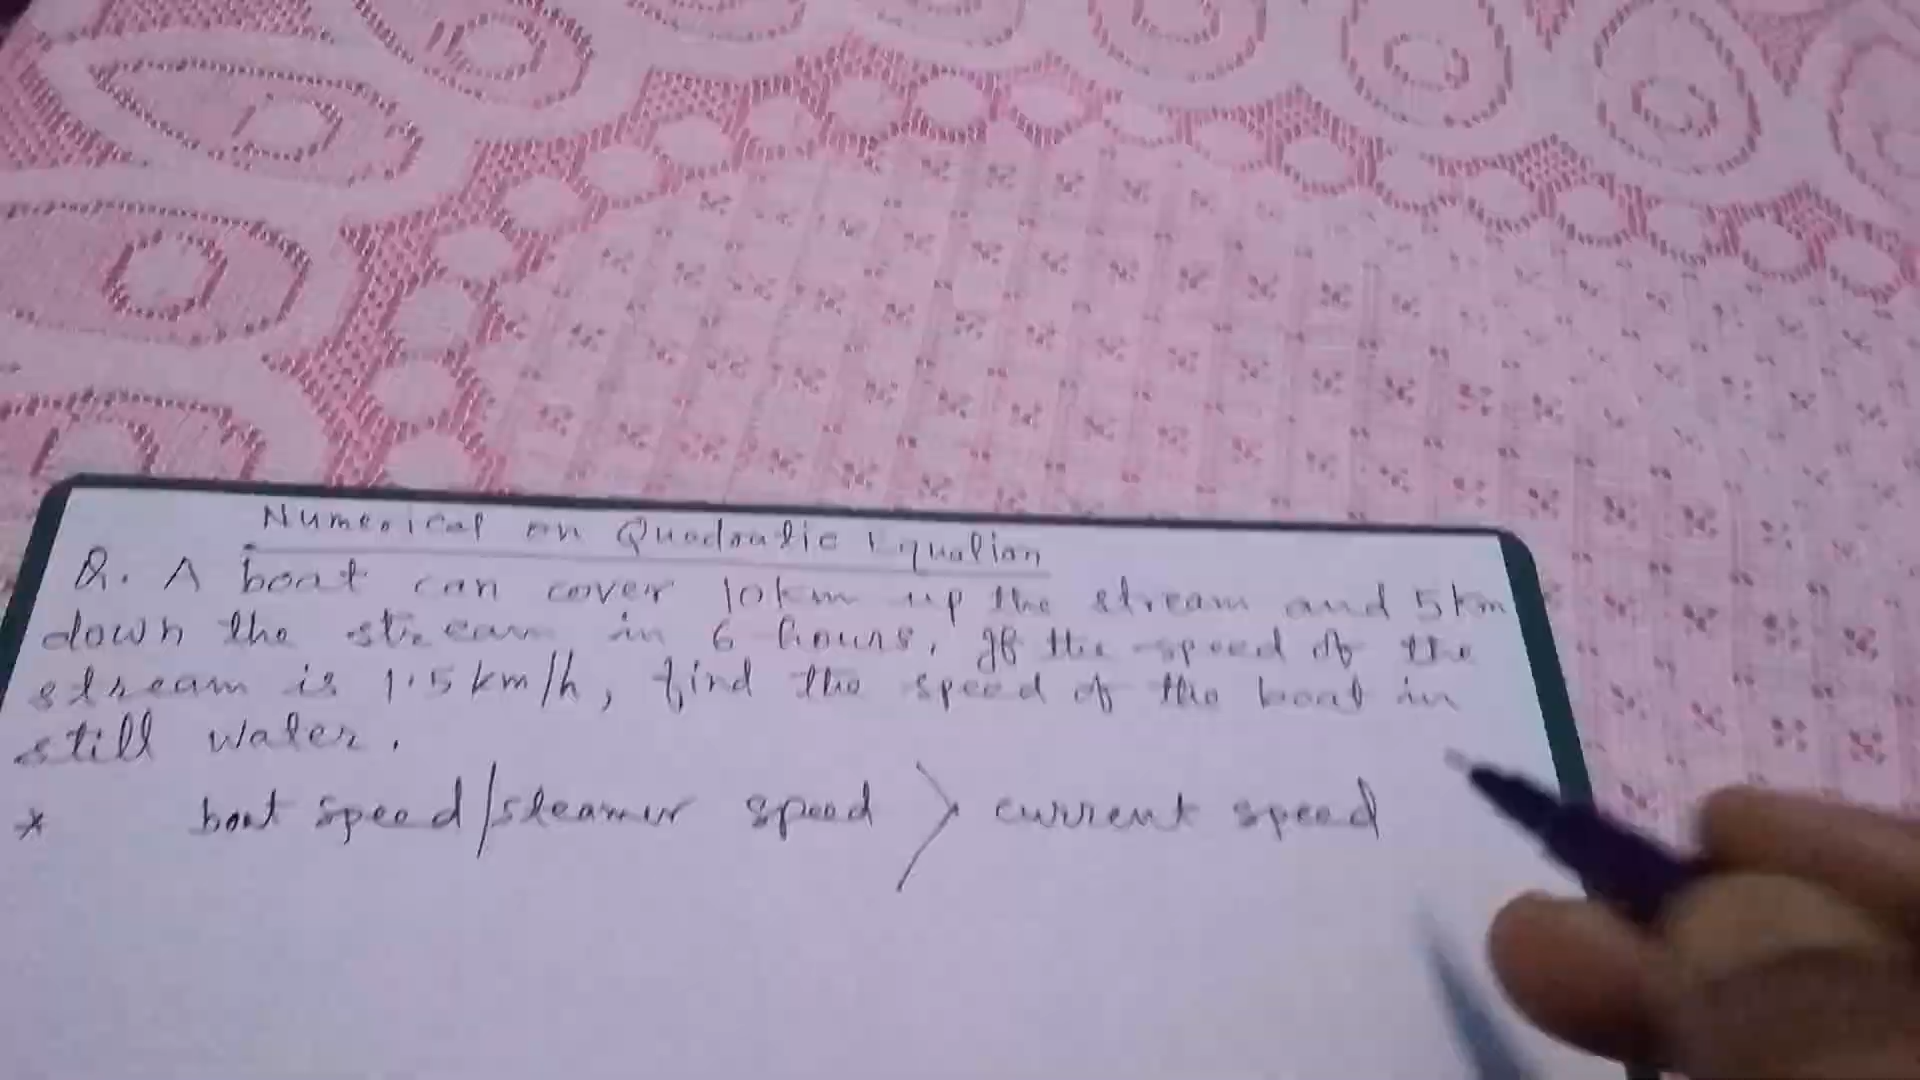 Numerical on Quadratic Equation
Q. A boat can cover 10km up the stream and 5km
down the stream in 6 hours. If the speed of the
stream is 1.5 km/h, find the speed of the boat in
still water.
* boat speed/steamer speed > current speed